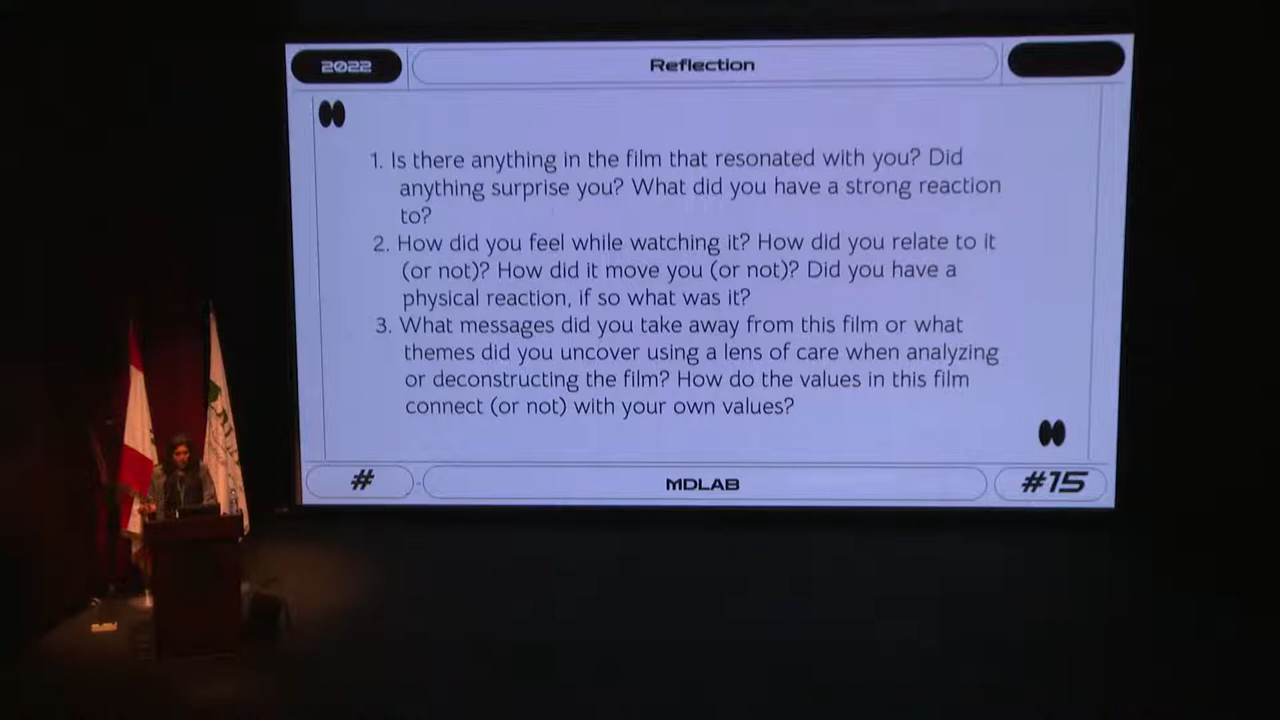 2022
Reflection
1. Is there anything in the film that resonated with you? Did
anything surprise you? What did you have a strong reaction
to?
2. How did you feel while watching it? How did you relate to it
(or not)? How did it move you (or not)? Did you have a
physical reaction, if so what was it?
3. What messages did you take away from this film or what
themes did you uncover using a lens of care when analyzing
or deconstructing the film? How do the values in this film
connect (or not) with your own values?
#
MDLAB
#15